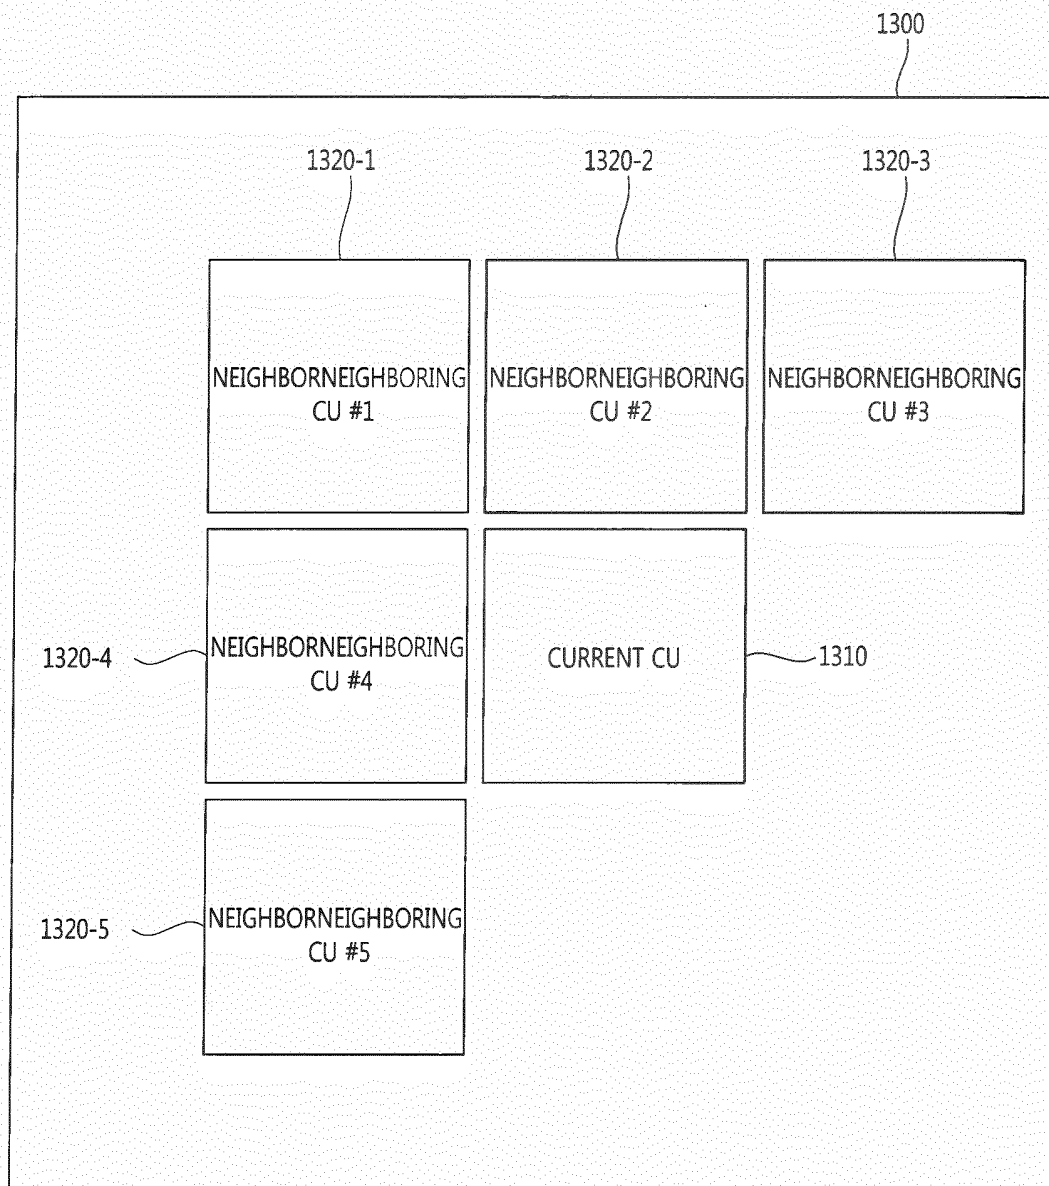 1300
1320-1
1320-2
1320-3
NEIGHBORNEIGHBORING
CU #1
NEIGHBORNEIGHBORING
CU #2
NEIGHBORNEIGHBORING
CU #3
1320-4
NEIGHBORNEIGHBORING
CU #4
CURRENT CU
1310
1320-5
NEIGHBORNEIGHBORING
CU #5